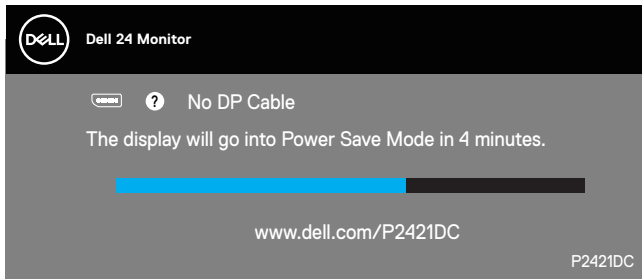 DELL
Dell 24 Monitor
? No DP Cable
The display will go into Power Save Mode in 4 minutes.
www.dell.com/P2421DC
P2421DC